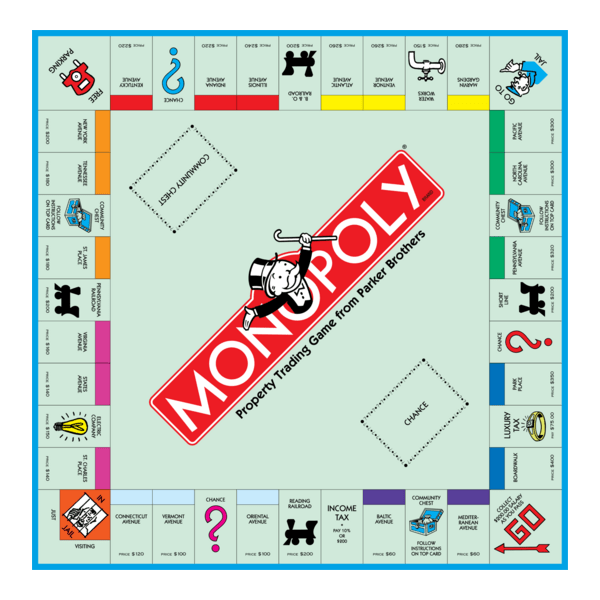 FREE
PARKING
KENTUCKY
AVENUE
PRICE $220
CHANCE
INDIANA
AVENUE
PRICE $220
ILLINOIS
AVENUE
PRICE $240
B. & O.
RAILROAD
PRICE $200
ATLANTIC
AVENUE
PRICE $260
VENTNOR
AVENUE
PRICE $260
WATER
WORKS
PRICE $150
MARVIN
GARDENS
PRICE $280
GO TO
JAIL
NEW YORK
AVENUE
PRICE $200
TENNESSEE
AVENUE
PRICE $180
COMMUNITY
CHEST
FOLLOW
INSTRUCTIONS
ON TOP CARD
ST. JAMES
PLACE
PRICE $180
PENNSYLVANIA
RAILROAD
PRICE $200
VIRGINIA
AVENUE
PRICE $160
STATES
AVENUE
PRICE $140
ELECTRIC
COMPANY
PRICE $150
ST. CHARLES
PLACE
PRICE $140
COMMUNITY CHEST
MONOPOLY
®
Property Trading Game from Parker Brothers
CHANCE
PACIFIC
AVENUE
PRICE $300
NORTH
CAROLINA
AVENUE
PRICE $300
COMMUNITY
CHEST
FOLLOW
INSTRUCTIONS
ON TOP CARD
PENNSYLVANIA
AVENUE
PRICE $320
SHORT
LINE
PRICE $200
CHANCE
PARK
PLACE
PRICE $350
LUXURY
TAX
PAY $75.00
BOARDWALK
PRICE $400
IN
JAIL
JUST
VISITING
CONNECTICUT
AVENUE
PRICE $120
VERMONT
AVENUE
PRICE $100
CHANCE
ORIENTAL
AVENUE
PRICE $100
READING
RAILROAD
PRICE $200
INCOME
TAX
PAY 10%
OR
$200
BALTIC
AVENUE
PRICE $60
COMMUNITY
CHEST
FOLLOW
INSTRUCTIONS
ON TOP CARD
MEDITER-
RANEAN
AVENUE
PRICE $60
COLLECT
$200.00 SALARY
AS YOU PASS
GO